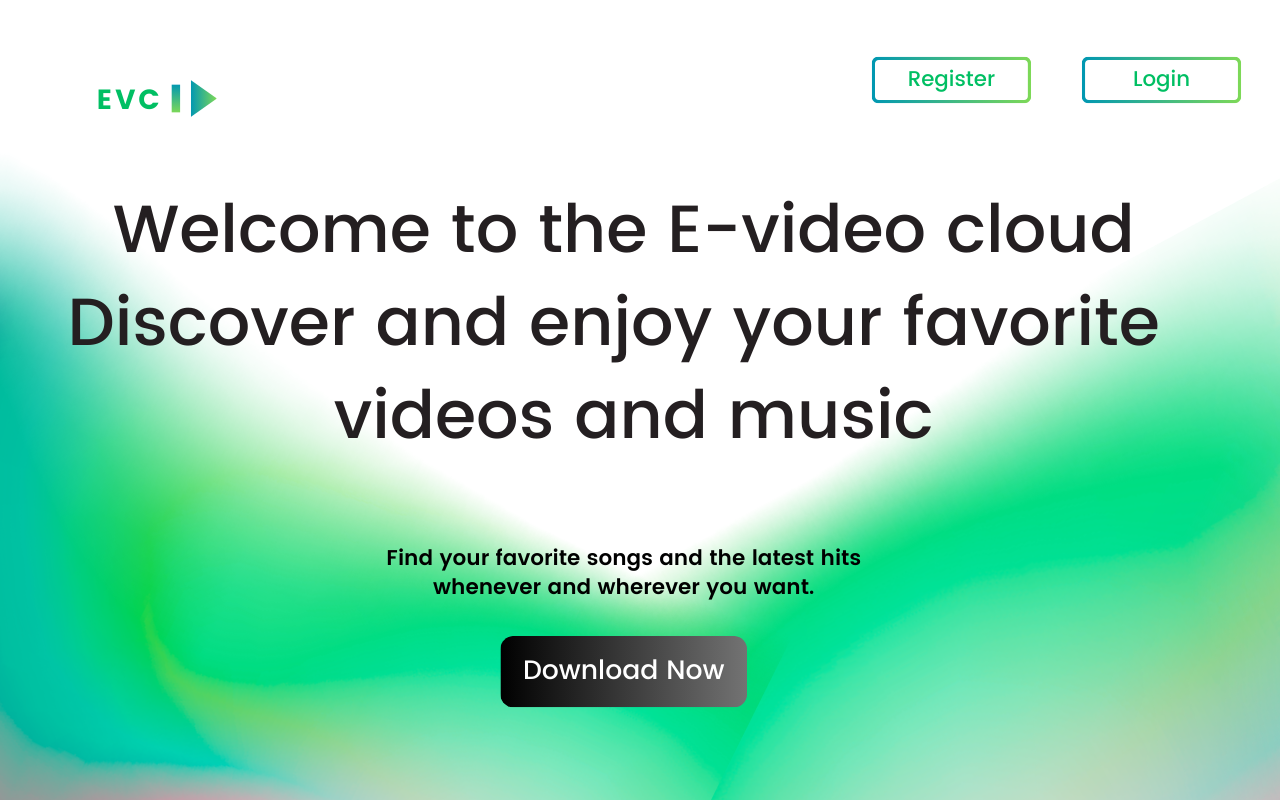 EVC
Register
Login
Welcome to the E-video cloud
Discover and enjoy your favorite
videos and music
Find your favorite songs and the latest hits
whenever and wherever you want.
Download Now